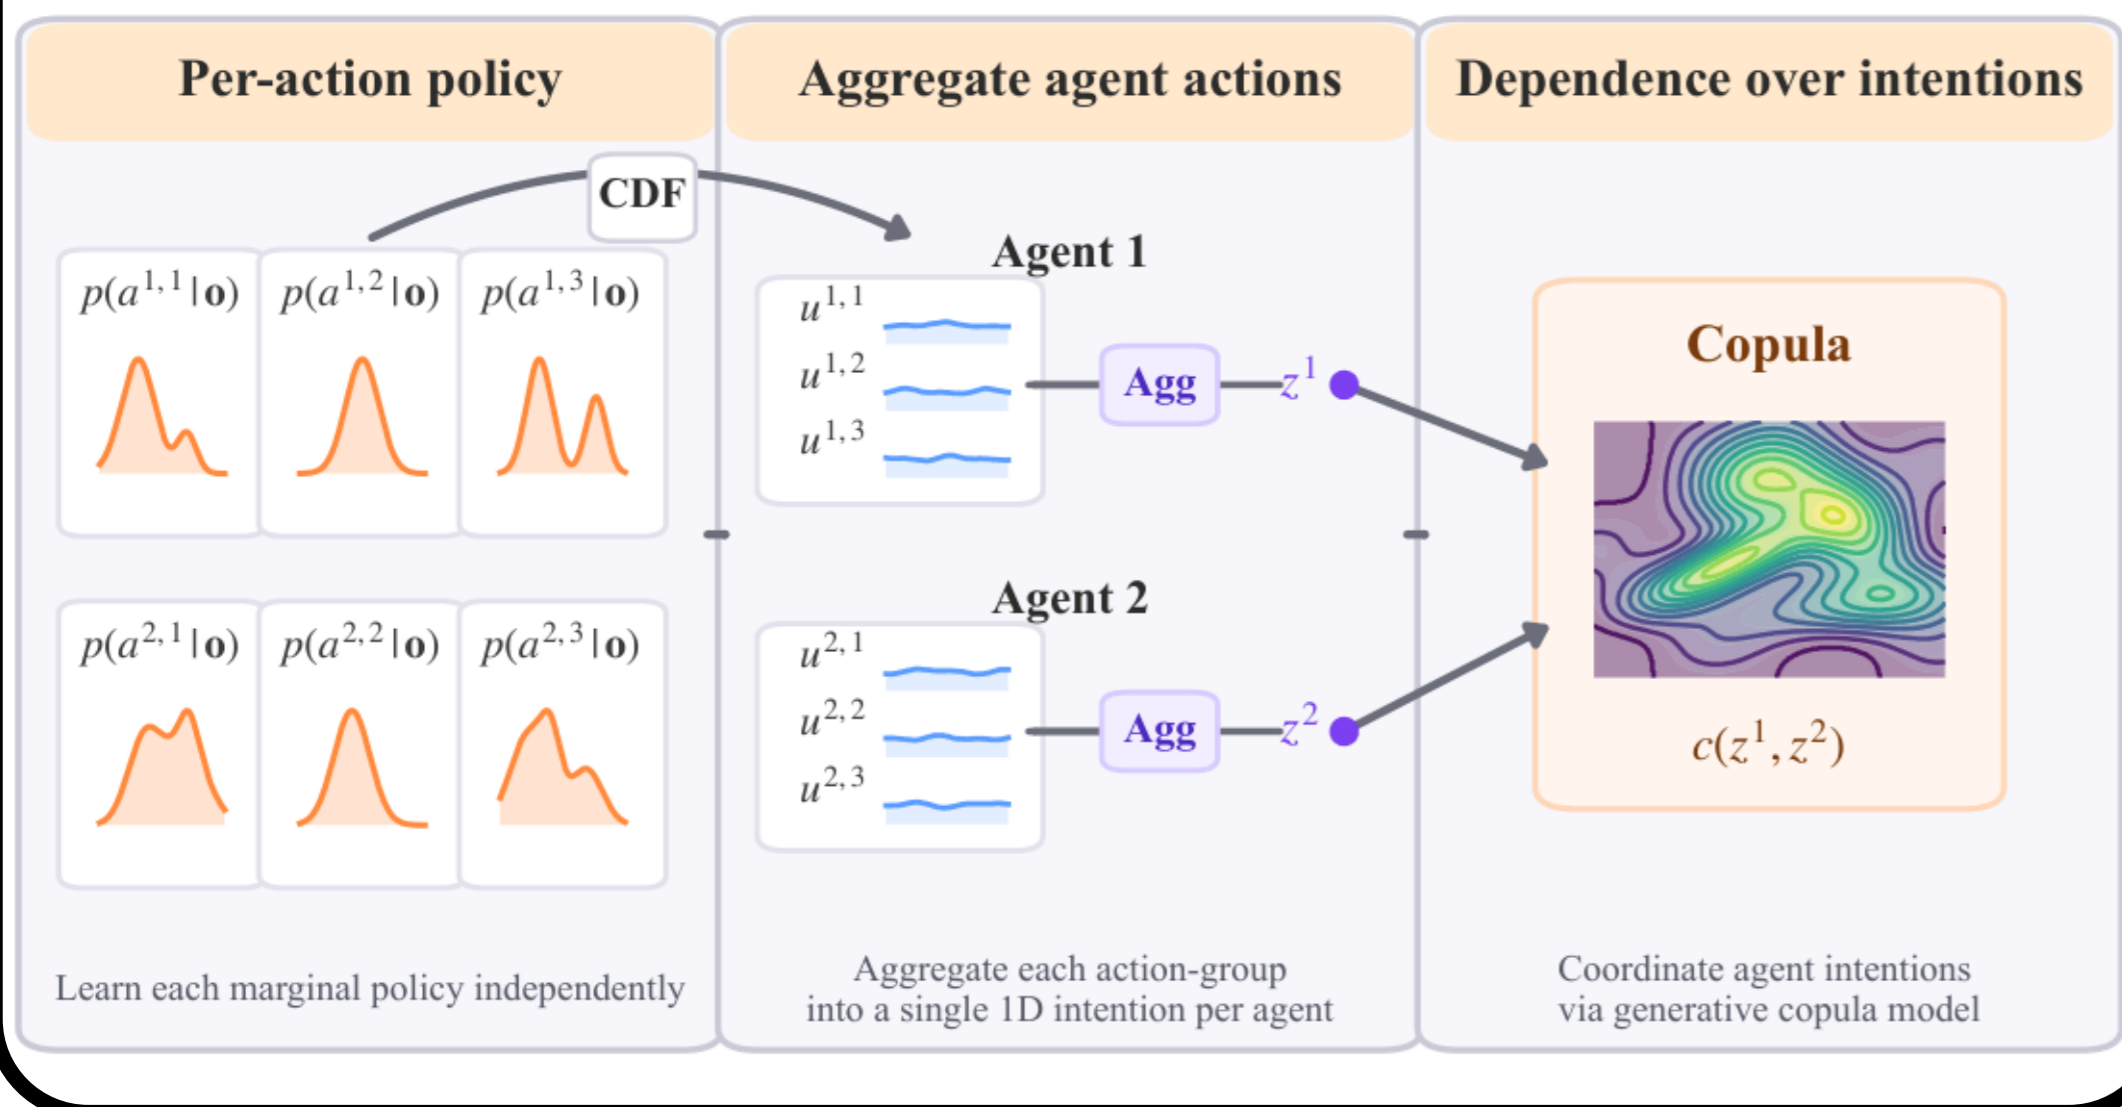 Per-action policy
Aggregate agent actions
Dependence over intentions
CDF
p(a^{1,1}|o)
p(a^{1,2}|o)
p(a^{1,3}|o)
p(a^{2,1}|o)
p(a^{2,2}|o)
p(a^{2,3}|o)
Learn each marginal policy independently
Agent 1
u^{1,1}
u^{1,2}
u^{1,3}
Agg
z^1
Agent 2
u^{2,1}
u^{2,2}
u^{2,3}
Agg
z^2
Aggregate each action-group
into a single 1D intention per agent
Copula
c(z^1, z^2)
Coordinate agent intentions
via generative copula model